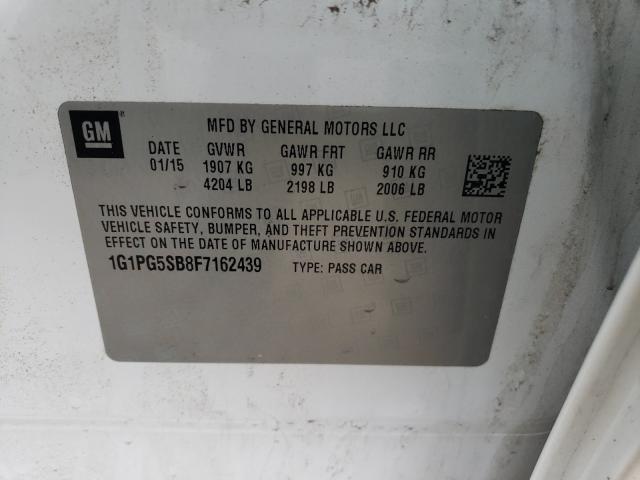 GM
MFD BY GENERAL MOTORS LLC
DATE GVWR GAWR FRT GAWR RR
01/15 1907 KG 997 KG 910 KG
4204 LB 2198 LB 2006 LB
THIS VEHICLE CONFORMS TO ALL APPLICABLE U.S. FEDERAL MOTOR
VEHICLE SAFETY, BUMPER, AND THEFT PREVENTION STANDARDS IN
EFFECT ON THE DATE OF MANUFACTURE SHOWN ABOVE.
1G1PG5SB8F7162439 TYPE: PASS CAR